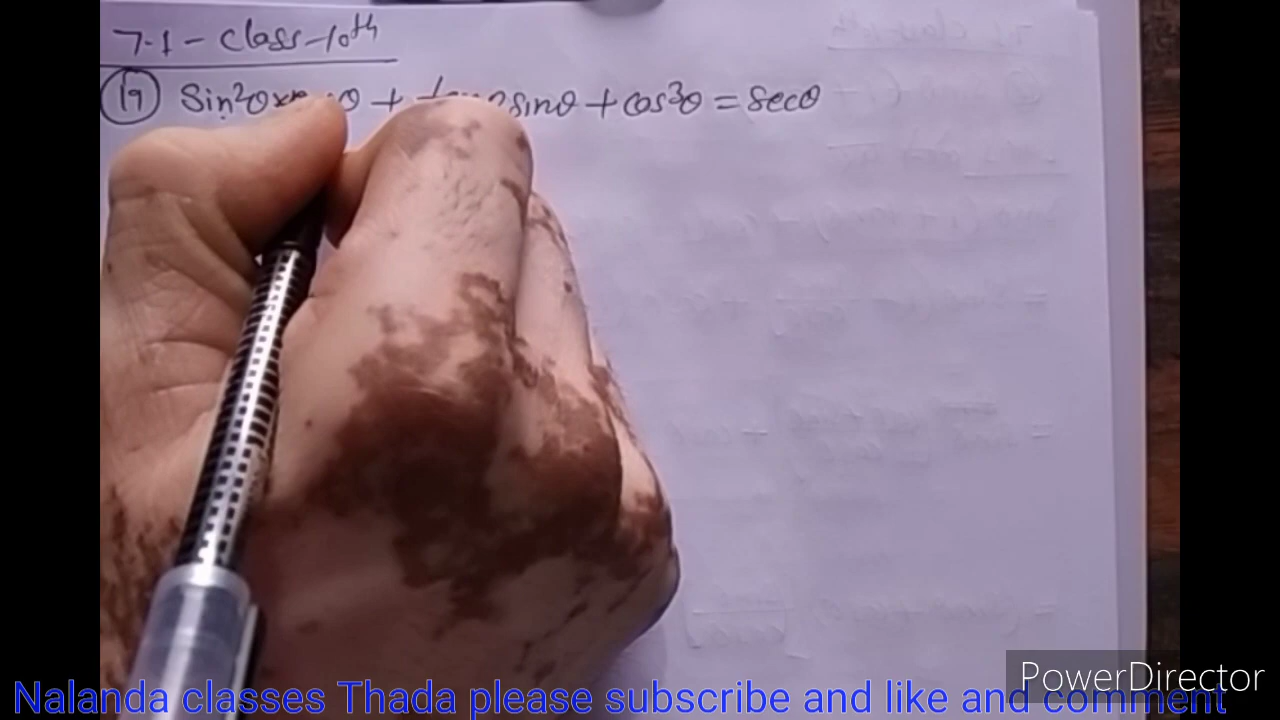 7.1 - Class-10th
(19) Sin²θ θ + sinθ + cos³θ = secθ
PowerDirector
Nalanda classes Thada please subscribe and like and comment